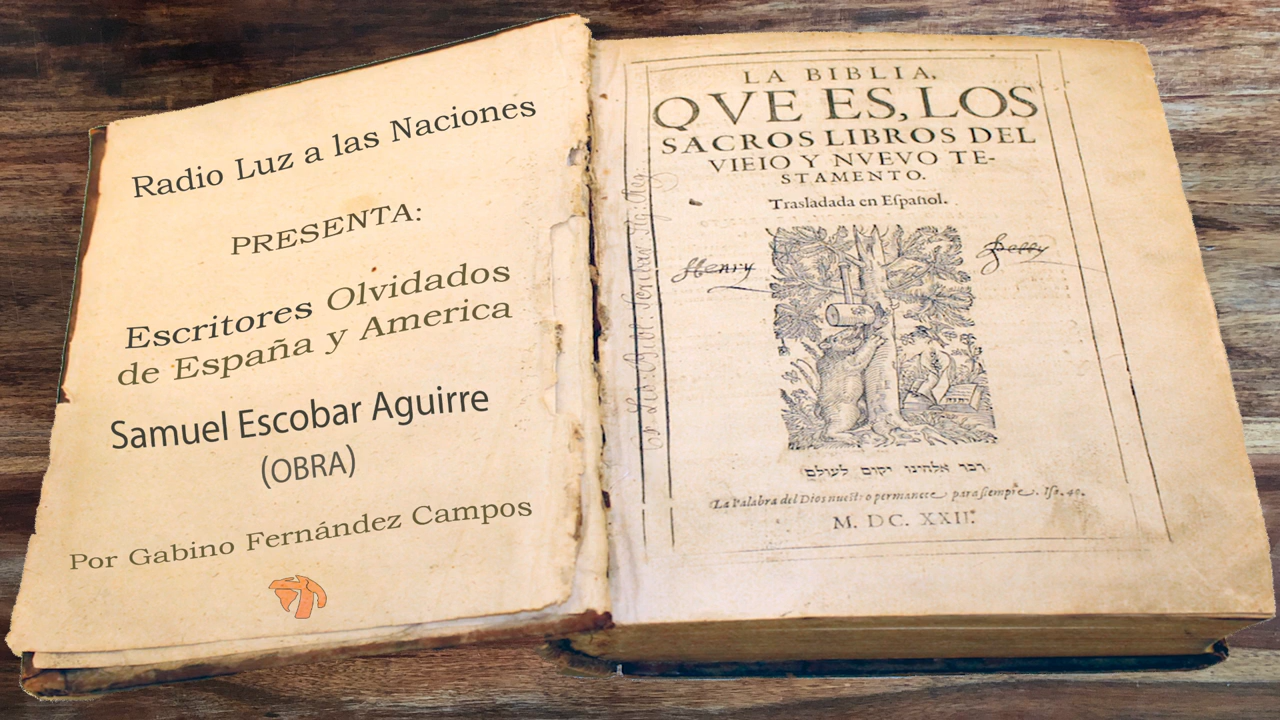 Radio Luz a las Naciones
PRESENTA:
Escritores Olvidados
de España y America
Samuel Escobar Aguirre
(OBRA)
Por Gabino Fernández Campos
LA BIBLIA,
QVE ES, LOS
SACROS LIBROS DEL
VIEIO Y NVEVO TE-
STAMENTO.
Trasladada en Español.
Henry
דבר אלהינו יקום לעולם
La Palabra del Dios nuestro permanece para siempre. Iſa. 40.
M. DC. XXII.